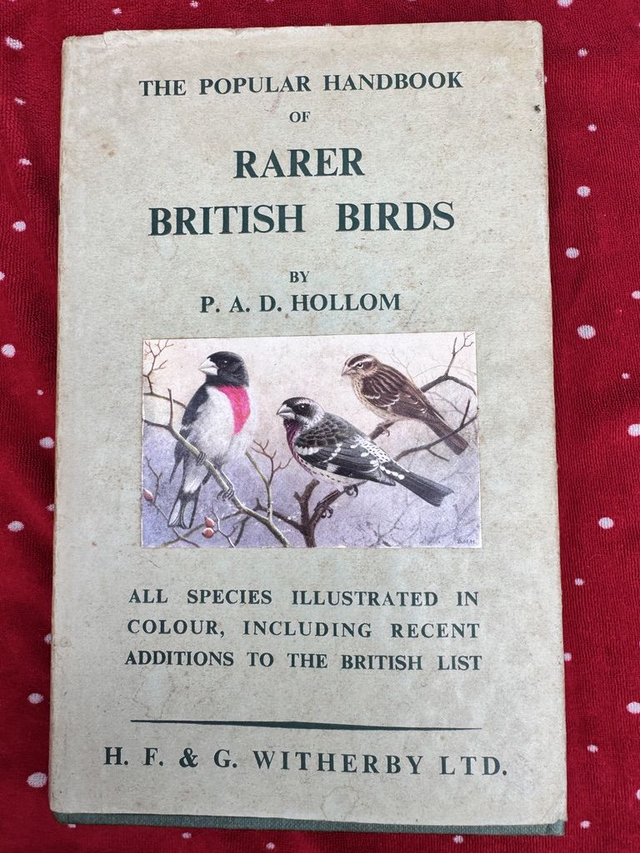 THE POPULAR HANDBOOK
OF
RARER
BRITISH BIRDS
BY
P. A. D. HOLLOM
ALL SPECIES ILLUSTRATED IN
COLOUR, INCLUDING RECENT
ADDITIONS TO THE BRITISH LIST
H. F. & G. WITHERBY LTD.